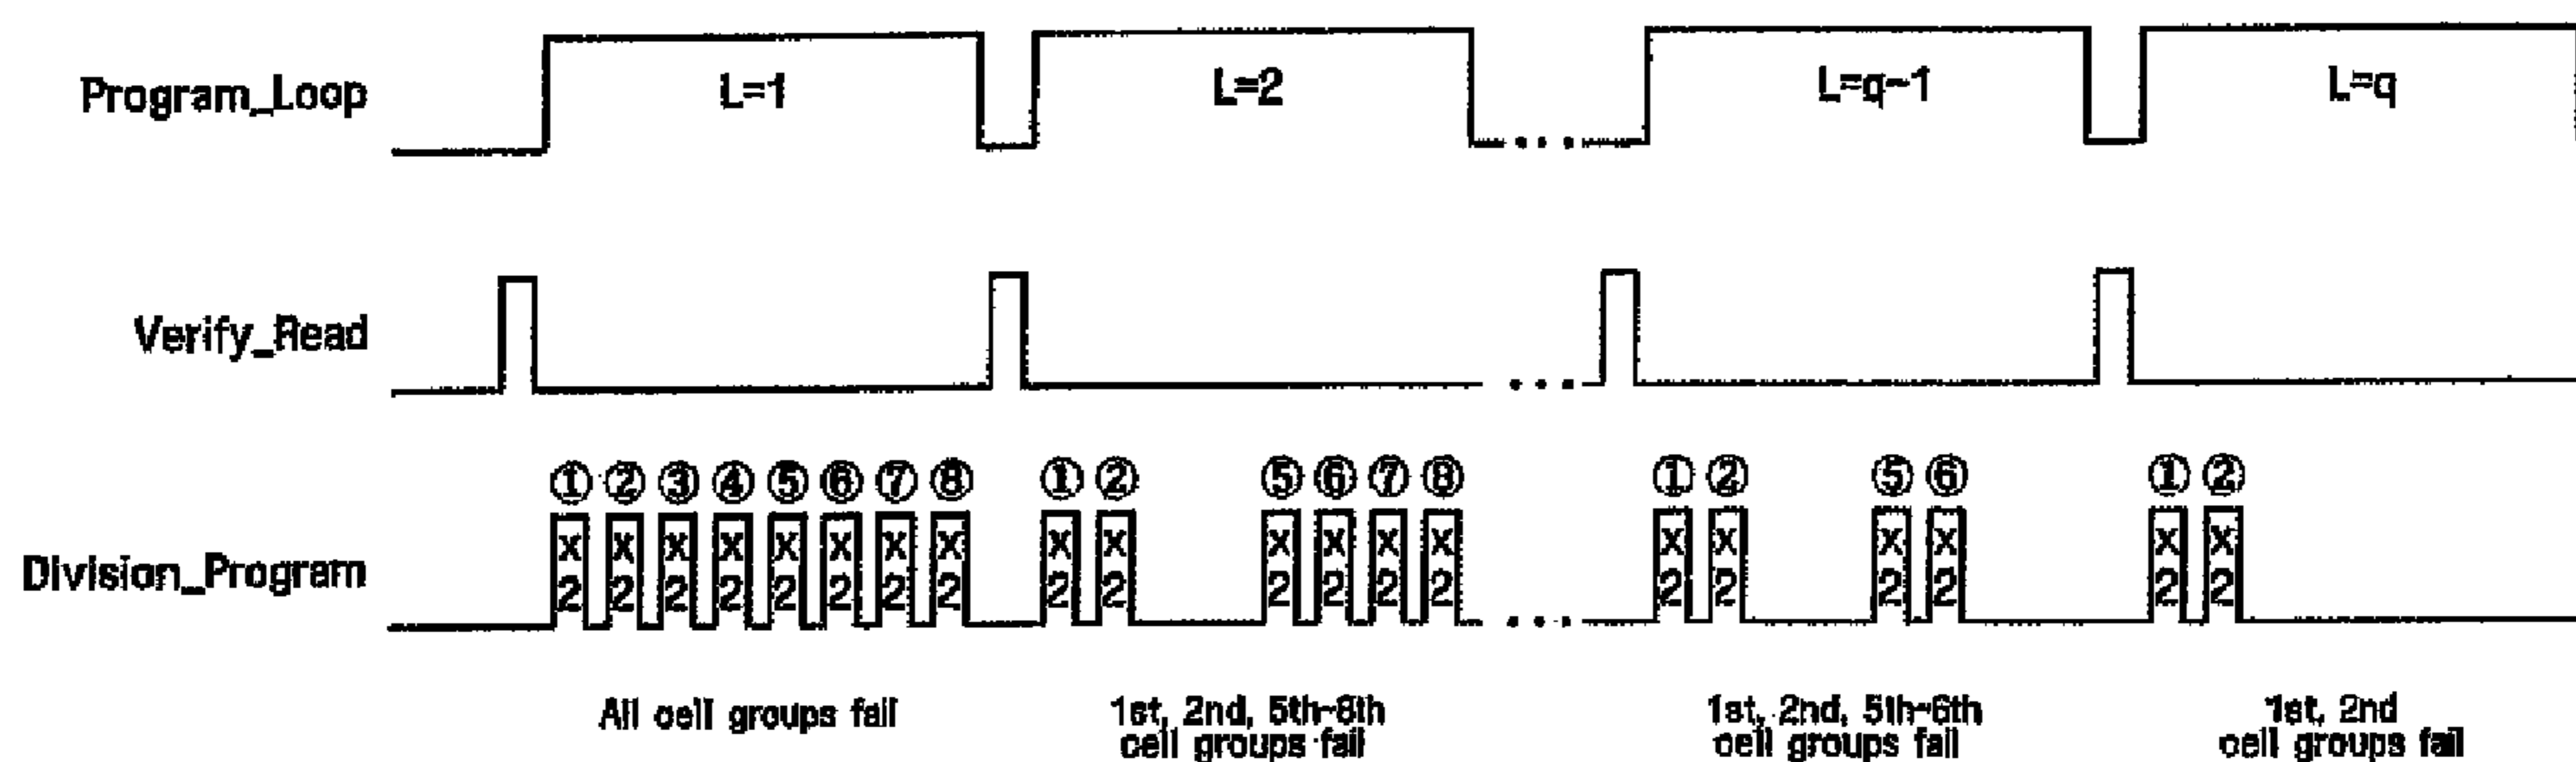 Program_Loop L=1 L=2 ... L=q-1 L=q
Verify_Read ...
① ② ③ ④ ⑤ ⑥ ⑦ ⑧ ① ② ⑤ ⑥ ⑦ ⑧ ① ② ⑤ ⑥ ① ②
Division_Program x2 x2 x2 x2 x2 x2 x2 x2 x2 x2 x2 x2 x2 x2 ... x2 x2 x2 x2 x2 x2
All cell groups fail
1st, 2nd, 5th-8th
cell groups fail
1st, 2nd, 5th-6th
cell groups fail
1st, 2nd
cell groups fail